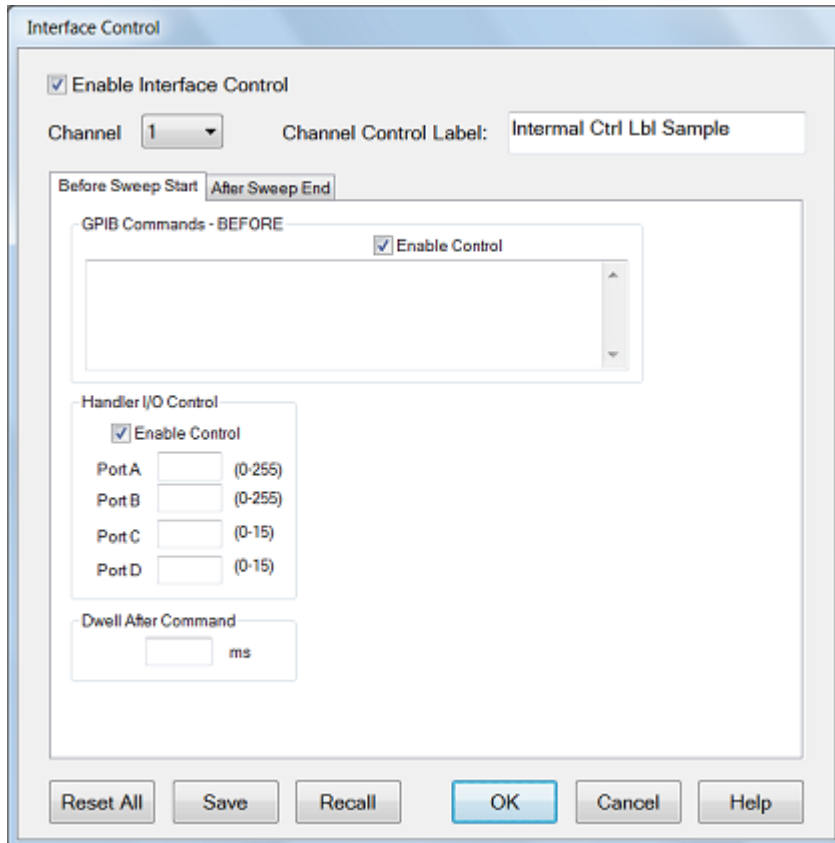 Interface Control
Enable Interface Control
Channel 1 Channel Control Label: Intermal Ctrl Lbl Sample
Before Sweep Start After Sweep End
GPIB Commands - BEFORE
Enable Control
Handler I/O Control
Enable Control
Port A (0-255)
Port B (0-255)
Port C (0-15)
Port D (0-15)
Dwell After Command
ms
Reset All Save Recall OK Cancel Help